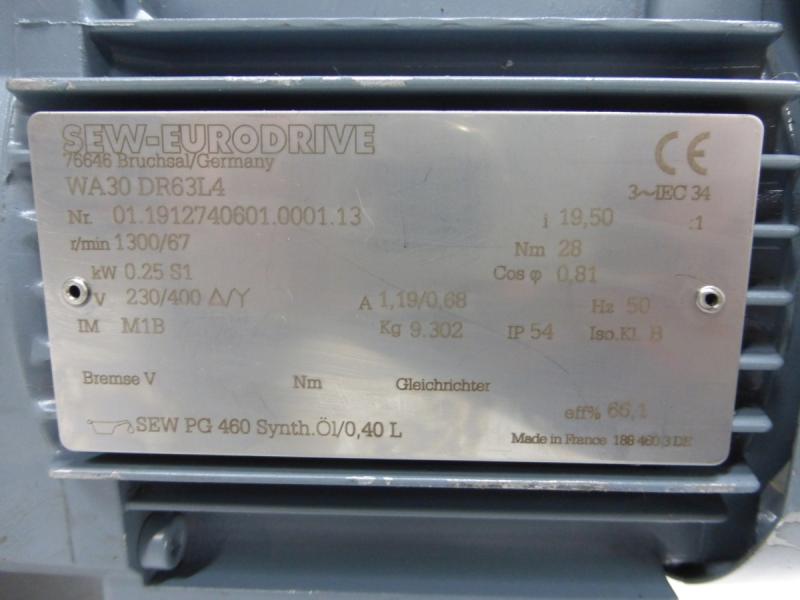 SEW-EURODRIVE
76646 Bruchsal/Germany
CE
WA30 DR63L4
3~IEC 34
Nr. 01.1912740601.0001.13
i 19,50 :1
r/min 1300/67
Nm 28
kW 0.25 S1
Cos φ 0,81
V 230/400 Δ/Y
A 1,19/0,68
Hz 50
IM M1B
Kg 9.302
IP 54
Iso.Kl. B
Bremse V
Nm
Gleichrichter
eff% 66,1
SEW PG 460 Synth.Öl/0,40 L
Made in France 188 460 3 DE